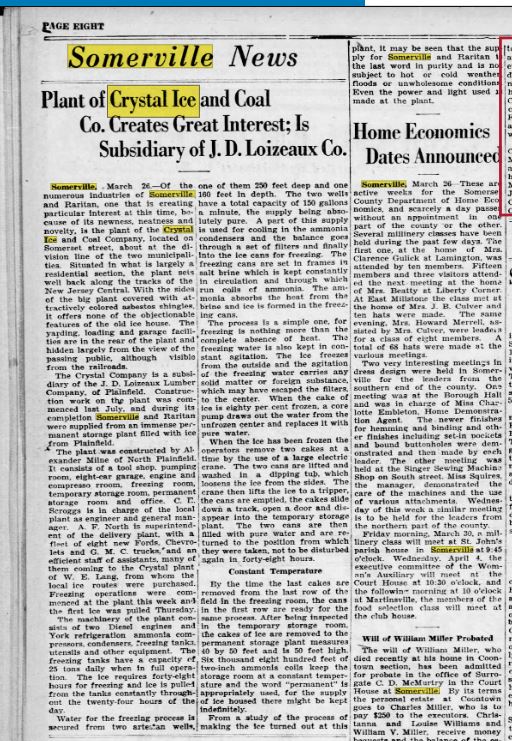 PAGE EIGHT
Somerville News
Plant of Crystal Ice and Coal
Co. Creates Great Interest; Is
Subsidiary of J. D. Loizeaux Co.
Somerville, March 26.—Of the
numerous industries of Somerville
and Raritan, one that is creating
particular interest at this time, be-
cause of its newness, neatness and
novelty, is the plant of the Crystal
Ice and Coal Company, located on
Somerset street, about at the di-
vision line of the two municipali-
ties. Situated in what is largely a
residential section, the plant sets
well back along the tracks of the
New Jersey Central. With the sides
of the big plant covered with at-
tractively colored asbestos shingles,
it offers none of the objectionable
features of the old ice house. The
yarding, loading and garage facili-
ties are in the rear of the plant and
hidden largely from the view of the
passing public, although visible
from the railroads.
The Crystal Company is a subsi-
diary of the J. D. Loizeaux Lumber
Company, of Plainfield. Construc-
tion work on the plant was com-
menced last July, and during its
completion Somerville and Raritan
were supplied from an immense per-
manent storage plant filled with ice
from Plainfield.
The plant was constructed by Al-
exander Milne of North Plainfield.
It consists of a tool shop, pumping
room, eight-car garage, engine and
compresso room, freezing room,
temporary storage room, permanent
storage room and office. C. E.
Scroggs is in charge of the local
plant as engineer and general man-
ager. A. F. North is superintend-
ent of the delivery plant, with a
fleet of eight new Fords, Chevro-
lets and G. M. C. trucks, and an
efficient staff of assistants, many of
them coming to the Crystal plant
of W. E. Lang, from whom the
local ice routes were purchased.
Freezing operations were com-
menced at the plant this week and
the first ice was pulled Thursday.
The machinery of the plant con-
sists of two Diesel engines and
York refrigeration ammonia com-
pressors, condensers, freezing tanks,
utensils and other equipment. The
freezing tanks have a capacity of
25 tons daily when in full opera-
tion. The ice requires forty-eight
hours for freezing and ice is pulled
from the tanks constantly through-
out the twenty-four hours of the
day.
Water for the freezing process is
secured from two artesian wells,
one of them 250 feet deep and one
160 feet in depth. The two wells
have a total capacity of 150 gallons
a minute, the supply being abso-
lutely pure. A part of this supply
is used for cooling in the ammonia
condensers and the balance goes
through a set of filters and finally
into the ice cans for freezing. The
freezing cans are set in frames in
salt brine which is kept constantly
in circulation and through which
run coils of ammonia. The am-
monia absorbs the heat from the
brine and ice is formed in the freez-
ing cans.
The process is a simple one, for
freezing is nothing more than the
complete absence of heat. The
freezing water is also kept in con-
stant agitation. The ice freezes
from the outside and the agitation
of the freezing water carries any
solid matter or foreign substance,
which may have escaped the filters,
to the center. When the cake of
ice is eighty per cent frozen, a core
pump draws out the water from the
unfrozen center and replaces it with
pure water.
When the ice has been frozen the
operators remove two cakes at a
time by the use of a large electric
crane. The two cans are lifted and
washed in a dipping tub, which
loosens the ice from the sides. The
crane then lifts the ice to a tripper,
the cans are emptied, the cakes slide
down a track, open a door and dis-
appear into the temporary storage
plant. The two cans are then
filled with pure water and are re-
turned to the position from which
they were taken, not to be disturbed
again in forty-eight hours.
Constant Temperature
By the time the last cakes are
removed from the last row of the
field in the freezing room, the cans
in the first row are ready for the
same process. After being inspected
in the temporary storage room,
the cakes of ice are removed to the
permanent storage plant measures
40 by 50 feet and is 50 feet high.
Six thousand eight hundred feet of
two-inch ammonia coils keep the
storage room at a constant temper-
ature and the word "permanent" is
appropriately used, for the supply
of ice housed there might be kept
indefinitely.
From a study of the process of
making the ice turned out at this
plant, it may be seen that the sup
ply for Somerville and Raritan
the last word in purity and is no
subject to hot or cold weather
floods or unwholesome conditions
Even the power and light used
made at the plant.
Home Economics
Dates Announced
Somerville, March 26—These are
active weeks for the Somerse
County Department of Home Eco
nomics, and scarcely a day passe
without an appointment in one
part of the county or the other.
Several millinery classes have been
held during the past few days. The
first one, at the home of Mrs.
Clarence Gulick at Lamington, was
attended by ten members. Fifteen
members and three visitors attend-
ed the next meeting at the home
of Mrs. Beatty at Liberty Corner.
At East Millstone the class met at
the home of Mrs. J. B. Culver and
ten hats were made. The same
evening, Mrs. Howard Merrell, as-
sisted by Mrs. Culver, were leaders
for a class of eight members. A
total of 68 hats were made at the
various meetings.
Two very interesting meetings in
dress design were held in Somer-
ville for the leaders from the
southern end of the county. One
meeting was at the Borough Hall
and was in charge of Miss Char-
lotte Embleton, Home Demonstra-
tion Agent. The newer finishes
for hemming and binding and oth-
er finishes including set-in pockets
and bound buttonholes were dem-
onstrated and then made by each
leader. The other meeting was
held at the Singer Sewing Machine
Shop on south street. Miss Squires,
the manager, demonstrated the
care of the machines and the use
of various attachments. Wednes-
day of this week a similar meeting
is to be held for the leaders from
the northern part of the county.
Friday morning, March 30, a mil-
linery class will meet at St. John's
parish house in Somerville at 9:45
o'clock. Wednesday, April 4, the
executive committee of the Wom-
an's Auxiliary will meet at the
Court House at 10:30 o'clock, and
the following morning at 10 o'clock
at Martinsville, the members of the
food selection class will meet at
the club house.
Will of William Miller Probated
The will of William Miller, who
died recently at his home in Coon-
town section, has been admitted
for probate in the office of Surro-
gate C. D. McMurtry in the Court
House at Somerville. By its terms
the personal estate at Coontown
goes to Charles Miller, who is to
pay $250 to the executors. Chris-
tianna and Louise Williams and
William V. Miller, receive money